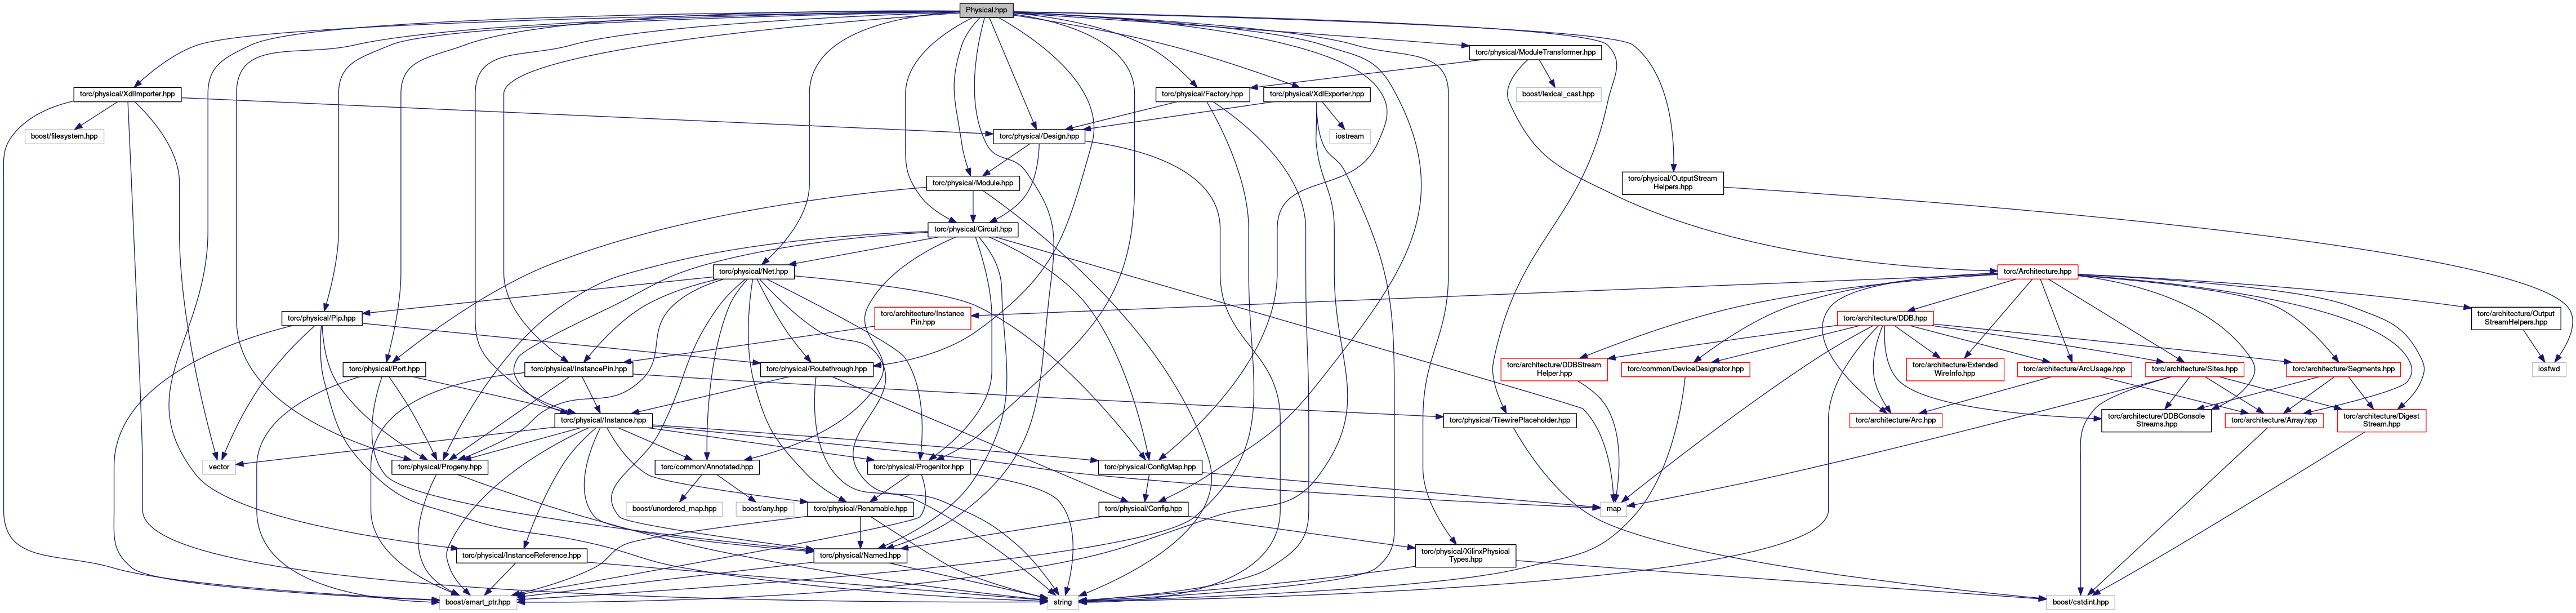 Physical.hpp
torc/physical/ModuleTransformer.hpp
torc/physical/XdlImporter.hpp
torc/physical/Factory.hpp
torc/physical/XdlExporter.hpp
boost/lexical_cast.hpp
boost/filesystem.hpp
torc/physical/Design.hpp
iostream
torc/physical/Module.hpp
torc/physical/OutputStream
Helpers.hpp
torc/physical/Circuit.hpp
torc/physical/Net.hpp
torc/Architecture.hpp
torc/physical/Pip.hpp
torc/architecture/Instance
Pin.hpp
torc/architecture/DDB.hpp
torc/architecture/Output
StreamHelpers.hpp
torc/physical/Port.hpp
torc/physical/InstancePin.hpp
torc/physical/Routethrough.hpp
torc/architecture/DDBStream
Helper.hpp
torc/common/DeviceDesignator.hpp
torc/architecture/Extended
WireInfo.hpp
torc/architecture/ArcUsage.hpp
torc/architecture/Sites.hpp
torc/architecture/Segments.hpp
iosfwd
torc/physical/Instance.hpp
torc/physical/TilewirePlaceholder.hpp
torc/architecture/Arc.hpp
torc/architecture/DDBConsole
Streams.hpp
torc/architecture/Array.hpp
torc/architecture/Digest
Stream.hpp
vector
torc/physical/Progeny.hpp
torc/common/Annotated.hpp
torc/physical/Progenitor.hpp
torc/physical/ConfigMap.hpp
boost/unordered_map.hpp
boost/any.hpp
torc/physical/Renamable.hpp
torc/physical/Config.hpp
map
torc/physical/InstanceReference.hpp
torc/physical/Named.hpp
torc/physical/XilinxPhysical
Types.hpp
boost/smart_ptr.hpp
string
boost/cstdint.hpp